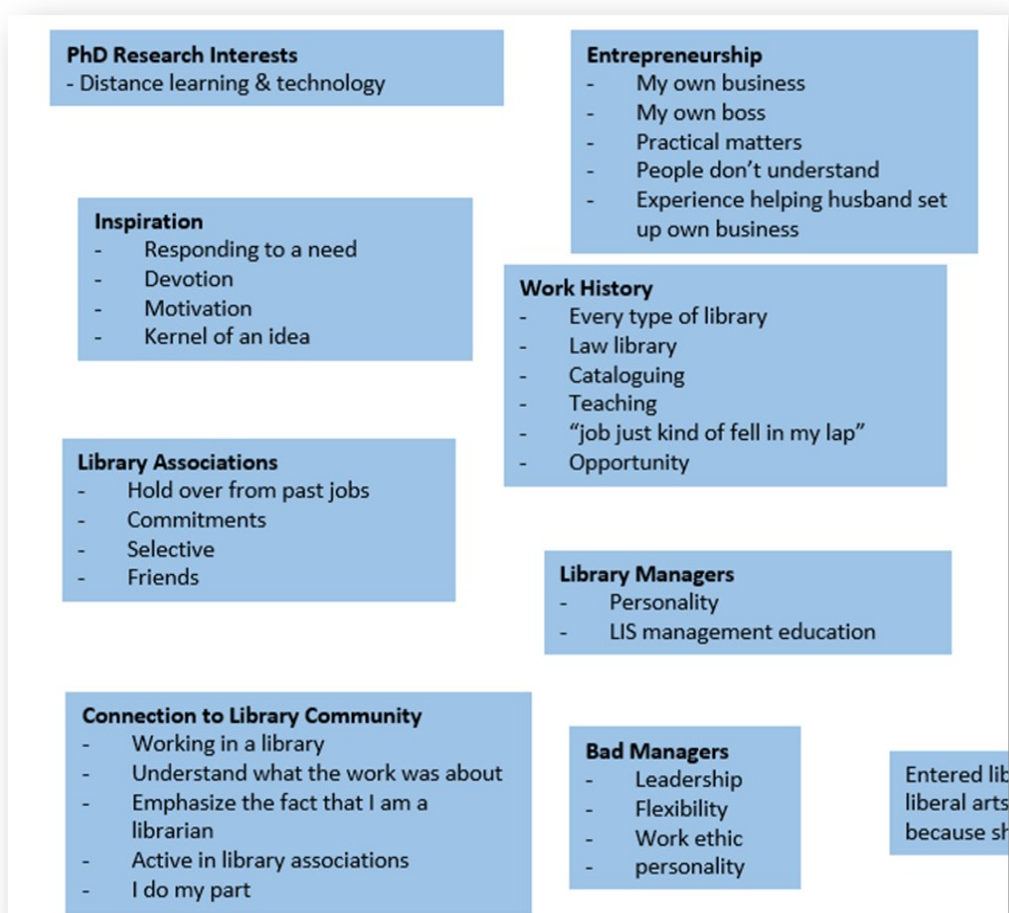 PhD Research Interests
- Distance learning & technology
Entrepreneurship
- My own business
- My own boss
- Practical matters
- People don't understand
- Experience helping husband set
up own business
Inspiration
- Responding to a need
- Devotion
- Motivation
- Kernel of an idea
Work History
- Every type of library
- Law library
- Cataloguing
- Teaching
- “job just kind of fell in my lap”
- Opportunity
Library Associations
- Hold over from past jobs
- Commitments
- Selective
- Friends
Library Managers
- Personality
- LIS management education
Connection to Library Community
- Working in a library
- Understand what the work was about
- Emphasize the fact that I am a
librarian
- Active in library associations
- I do my part
Bad Managers
- Leadership
- Flexibility
- Work ethic
- personality
Entered
liberal arts
because